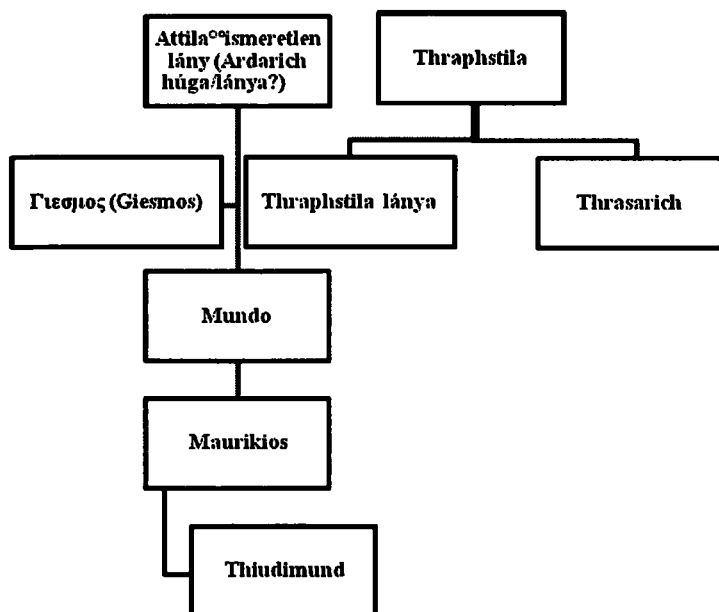 Attila°°ismeretlen
lány (Ardarich
húga/lánya?)
Thraphstila
Γιεσμος (Giesmos)
Thraphstila lánya
Thrasarich
Mundo
Maurikios
Thiudimund